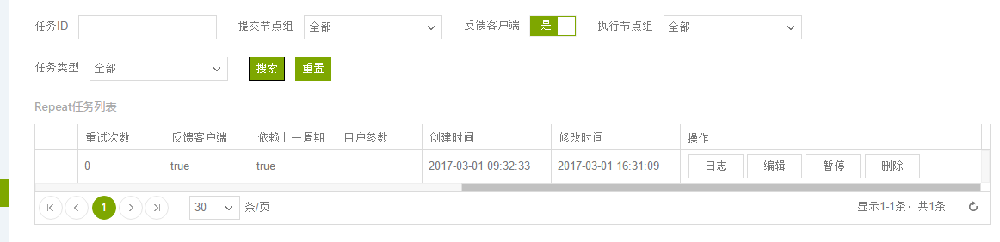 任务ID 提交节点组 全部 反馈客户端 是 执行节点组 全部
任务类型 全部 搜索 重置
Repeat任务列表
重试次数 反馈客户端 依赖上一周期 用户参数 创建时间 修改时间 操作
0 true true 2017-03-01 09:32:33 2017-03-01 16:31:09 日志 编辑 暂停 删除
1 30 条/页 显示1-1条，共1条